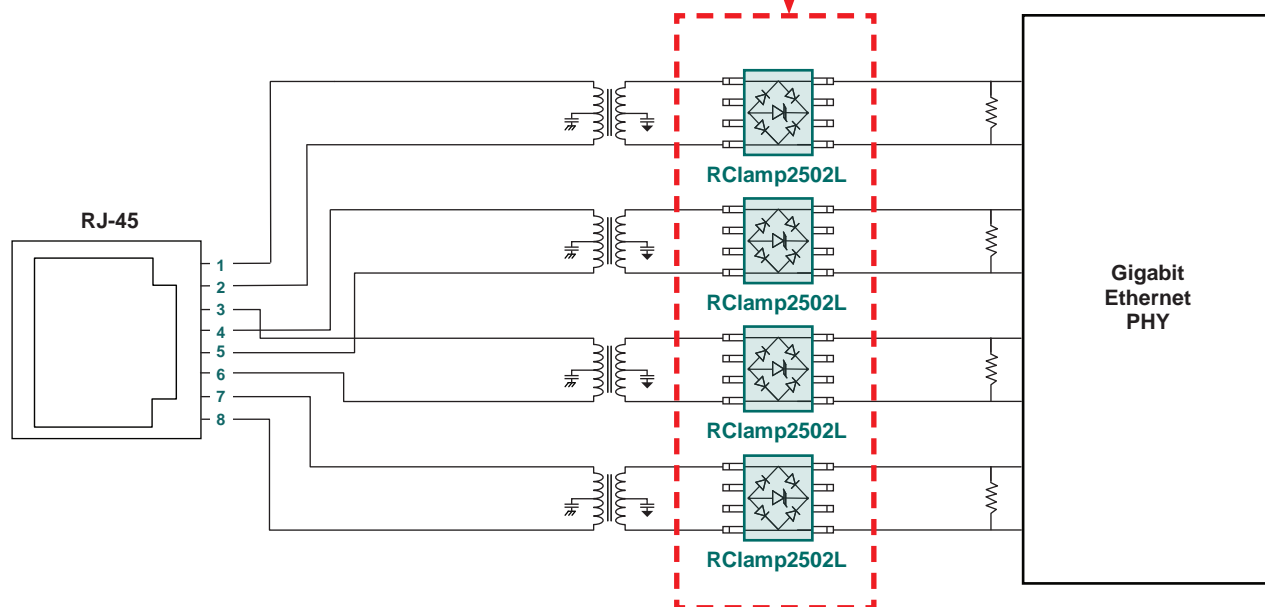 RClamp2502L
RJ-45
RClamp2502L
1
2
3
4
5
6
7
8
Gigabit
Ethernet
PHY
RClamp2502L
RClamp2502L